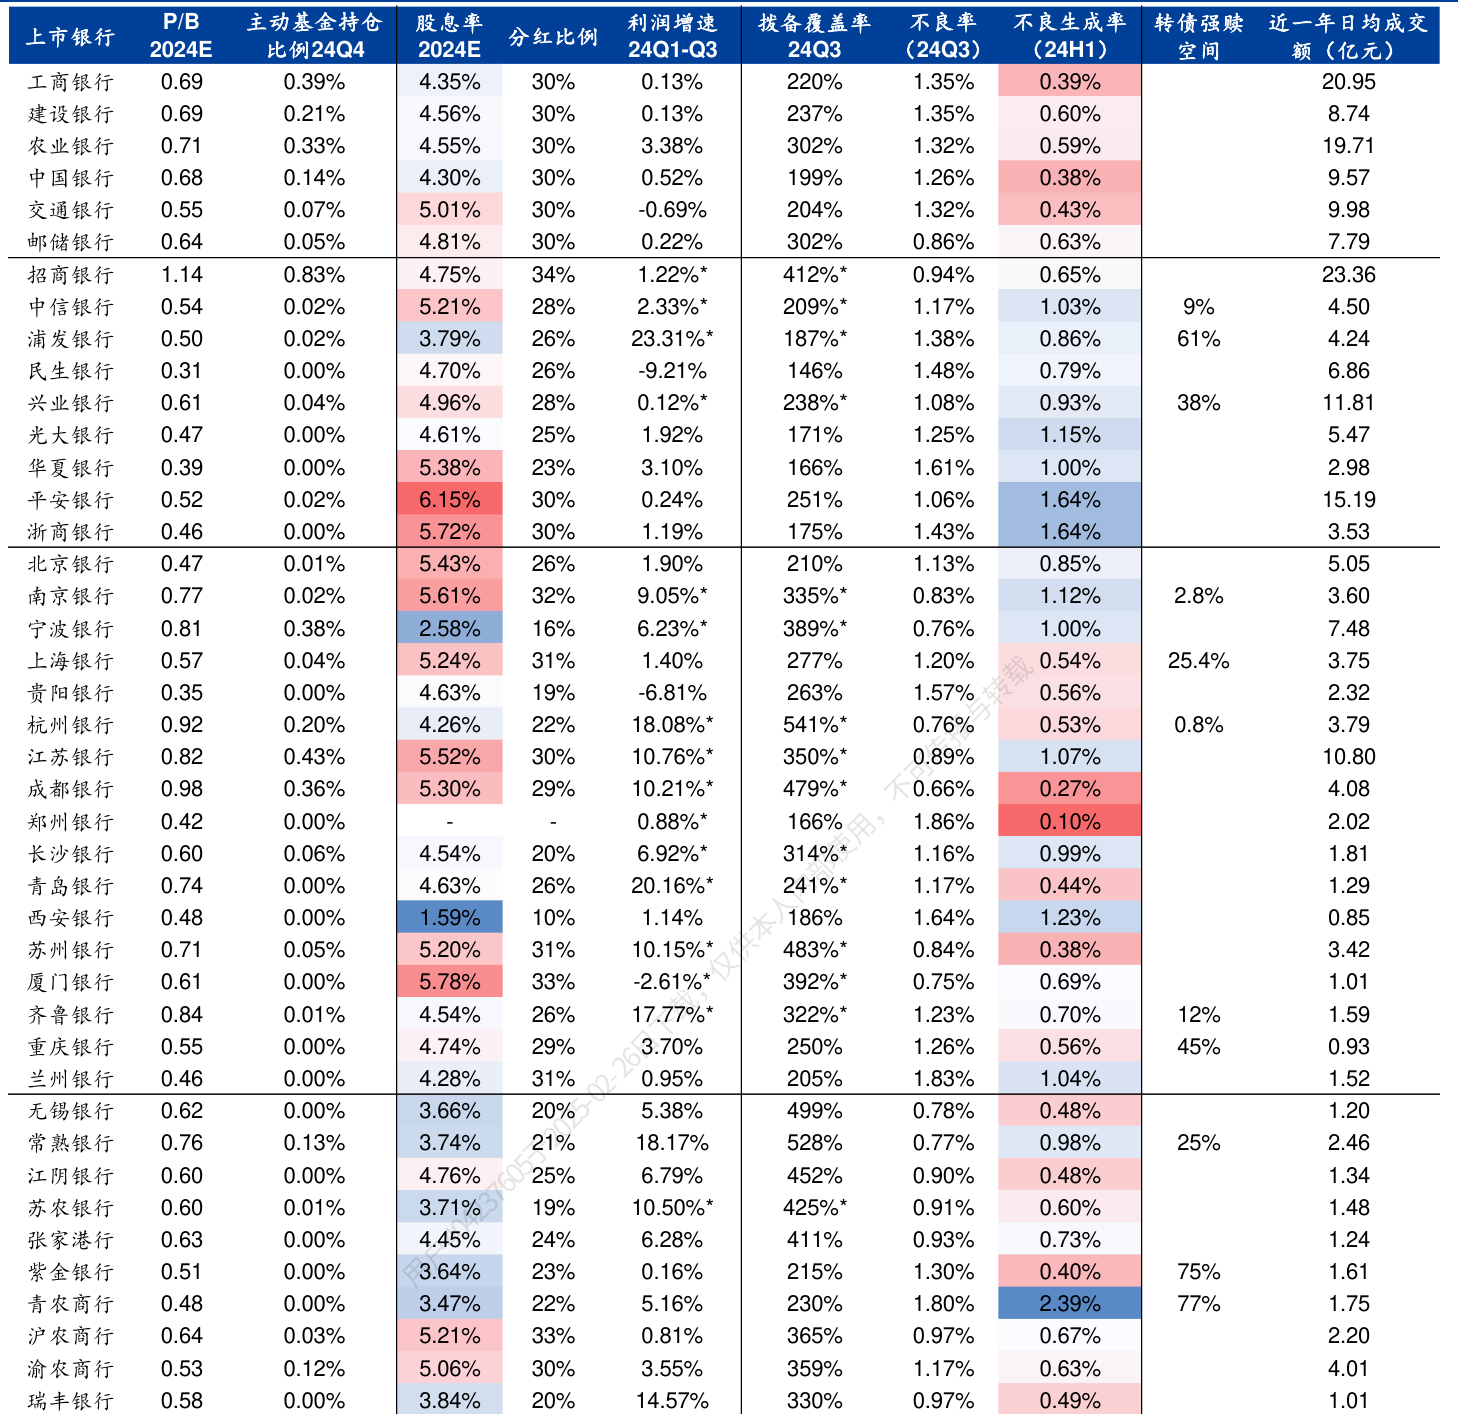 上市银行 P/B 2024E 主动基金持仓比例24Q4 股息率 2024E 分红比例 利润增速 24Q1-Q3 拨备覆盖率 24Q3 不良率（24Q3） 不良生成率（24H1） 转债强赎空间 近一年日均成交额（亿元）
工商银行 0.69 0.39% 4.35% 30% 0.13% 220% 1.35% 0.39% 20.95
建设银行 0.69 0.21% 4.56% 30% 0.13% 237% 1.35% 0.60% 8.74
农业银行 0.71 0.33% 4.55% 30% 3.38% 302% 1.32% 0.59% 19.71
中国银行 0.68 0.14% 4.30% 30% 0.52% 199% 1.26% 0.38% 9.57
交通银行 0.55 0.07% 5.01% 30% -0.69% 204% 1.32% 0.43% 9.98
邮储银行 0.64 0.05% 4.81% 30% 0.22% 302% 0.86% 0.63% 7.79
招商银行 1.14 0.83% 4.75% 34% 1.22%* 412%* 0.94% 0.65% 23.36
中信银行 0.54 0.02% 5.21% 28% 2.33%* 209%* 1.17% 1.03% 9% 4.50
浦发银行 0.50 0.02% 3.79% 26% 23.31%* 187%* 1.38% 0.86% 61% 4.24
民生银行 0.31 0.00% 4.70% 26% -9.21% 146% 1.48% 0.79% 6.86
兴业银行 0.61 0.04% 4.96% 28% 0.12%* 238%* 1.08% 0.93% 38% 11.81
光大银行 0.47 0.00% 4.61% 25% 1.92% 171% 1.25% 1.15% 5.47
华夏银行 0.39 0.00% 5.38% 23% 3.10% 166% 1.61% 1.00% 2.98
平安银行 0.52 0.02% 6.15% 30% 0.24% 251% 1.06% 1.64% 15.19
浙商银行 0.46 0.00% 5.72% 30% 1.19% 175% 1.43% 1.64% 3.53
北京银行 0.47 0.01% 5.43% 26% 1.90% 210% 1.13% 0.85% 5.05
南京银行 0.77 0.02% 5.61% 32% 9.05%* 335%* 0.83% 1.12% 2.8% 3.60
宁波银行 0.81 0.38% 2.58% 16% 6.23%* 389%* 0.76% 1.00% 7.48
上海银行 0.57 0.04% 5.24% 31% 1.40% 277% 1.20% 0.54% 25.4% 3.75
贵阳银行 0.35 0.00% 4.63% 19% -6.81% 263% 1.57% 0.56% 2.32
杭州银行 0.92 0.20% 4.26% 22% 18.08%* 541%* 0.76% 0.53% 0.8% 3.79
江苏银行 0.82 0.43% 5.52% 30% 10.76%* 350%* 0.89% 1.07% 10.80
成都银行 0.98 0.36% 5.30% 29% 10.21%* 479%* 0.66% 0.27% 4.08
郑州银行 0.42 0.00% - - 0.88%* 166% 1.86% 0.10% 2.02
长沙银行 0.60 0.06% 4.54% 20% 6.92%* 314%* 1.16% 0.99% 1.81
青岛银行 0.74 0.00% 4.63% 26% 20.16%* 241%* 1.17% 0.44% 1.29
西安银行 0.48 0.00% 1.59% 10% 1.14% 186% 1.64% 1.23% 0.85
苏州银行 0.71 0.05% 5.20% 31% 10.15%* 483%* 0.84% 0.38% 3.42
厦门银行 0.61 0.00% 5.78% 33% -2.61%* 392%* 0.75% 0.69% 1.01
齐鲁银行 0.84 0.01% 4.54% 26% 17.77%* 322%* 1.23% 0.70% 12% 1.59
重庆银行 0.55 0.00% 4.74% 29% 3.70% 250% 1.26% 0.56% 45% 0.93
兰州银行 0.46 0.00% 4.28% 31% 0.95% 205% 1.83% 1.04% 1.52
无锡银行 0.62 0.00% 3.66% 20% 5.38% 499% 0.78% 0.48% 1.20
常熟银行 0.76 0.13% 3.74% 21% 18.17% 528% 0.77% 0.98% 25% 2.46
江阴银行 0.60 0.00% 4.76% 25% 6.79% 452% 0.90% 0.48% 1.34
苏农银行 0.60 0.01% 3.71% 19% 10.50%* 425%* 0.91% 0.60% 1.48
张家港行 0.63 0.00% 4.45% 24% 6.28% 411% 0.93% 0.73% 1.24
紫金银行 0.51 0.00% 3.64% 23% 0.16% 215% 1.30% 0.40% 75% 1.61
青农商行 0.48 0.00% 3.47% 22% 5.16% 230% 1.80% 2.39% 77% 1.75
沪农商行 0.64 0.03% 5.21% 33% 0.81% 365% 0.97% 0.67% 2.20
渝农商行 0.53 0.12% 5.06% 30% 3.55% 359% 1.17% 0.63% 4.01
瑞丰银行 0.58 0.00% 3.84% 20% 14.57% 330% 0.97% 0.49% 1.01